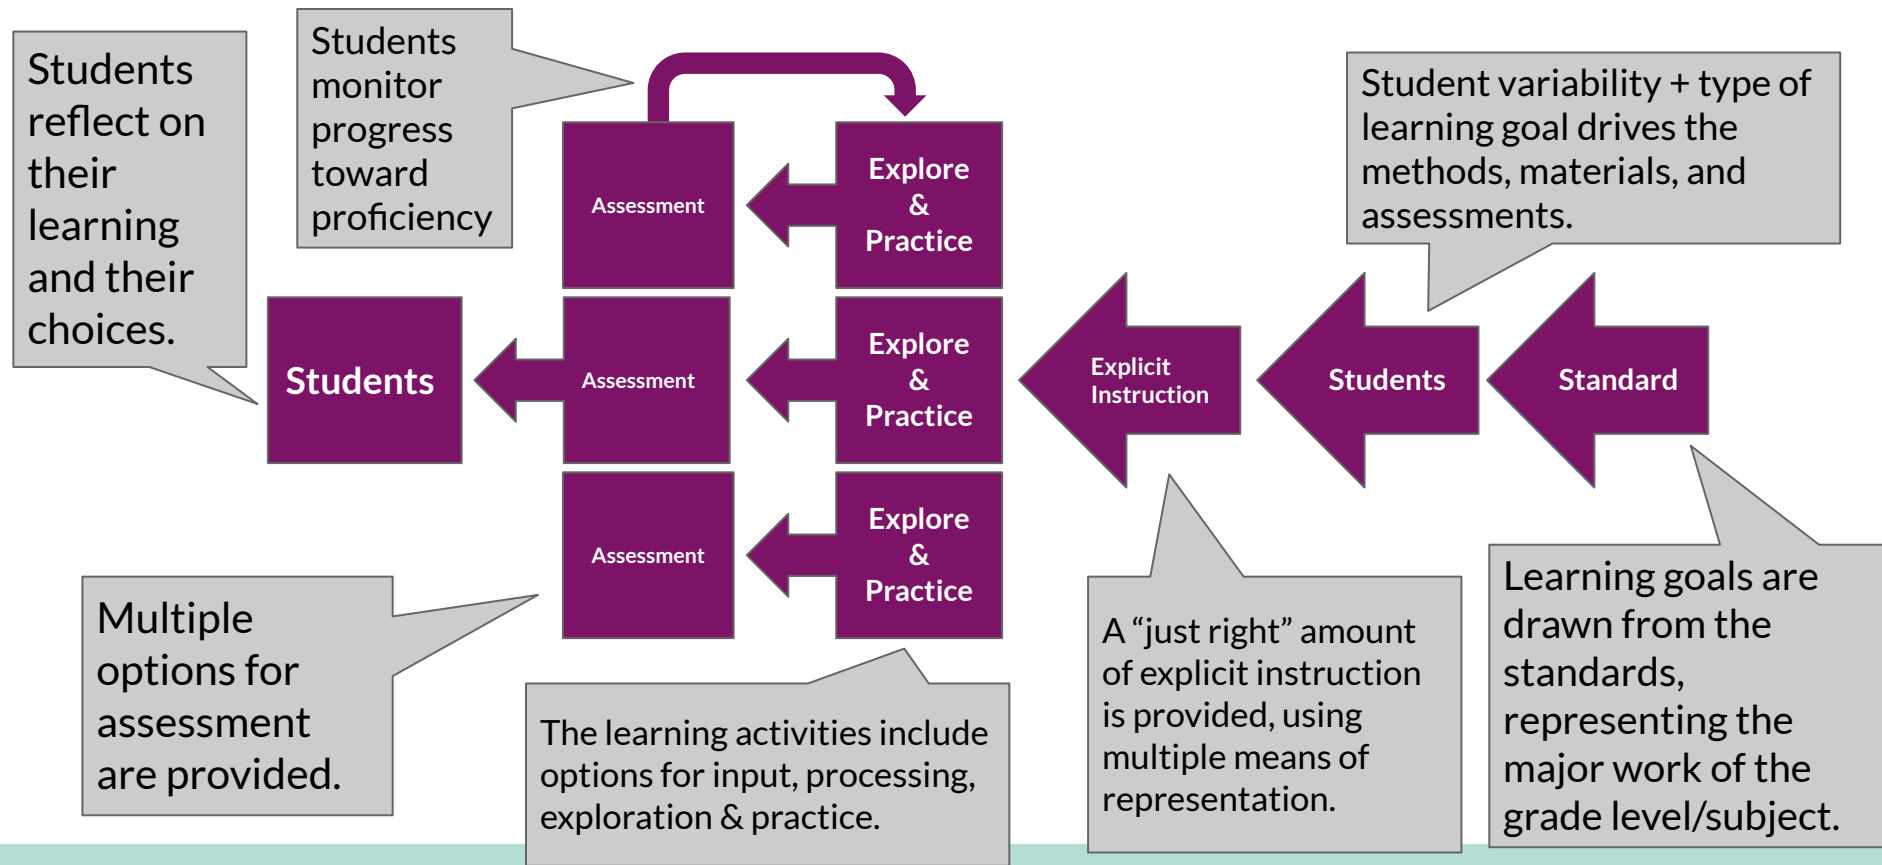 Students
reflect on
their
learning
and their
choices.
Students
monitor
progress
toward
proficiency
Student variability + type of
learning goal drives the
methods, materials, and
assessments.
Assessment
Explore
&
Practice
Students
Assessment
Explore
&
Practice
Explicit
Instruction
Students
Standard
Assessment
Explore
&
Practice
Multiple
options for
assessment
are provided.
The learning activities include
options for input, processing,
exploration & practice.
A “just right” amount
of explicit instruction
is provided, using
multiple means of
representation.
Learning goals are
drawn from the
standards,
representing the
major work of the
grade level/subject.